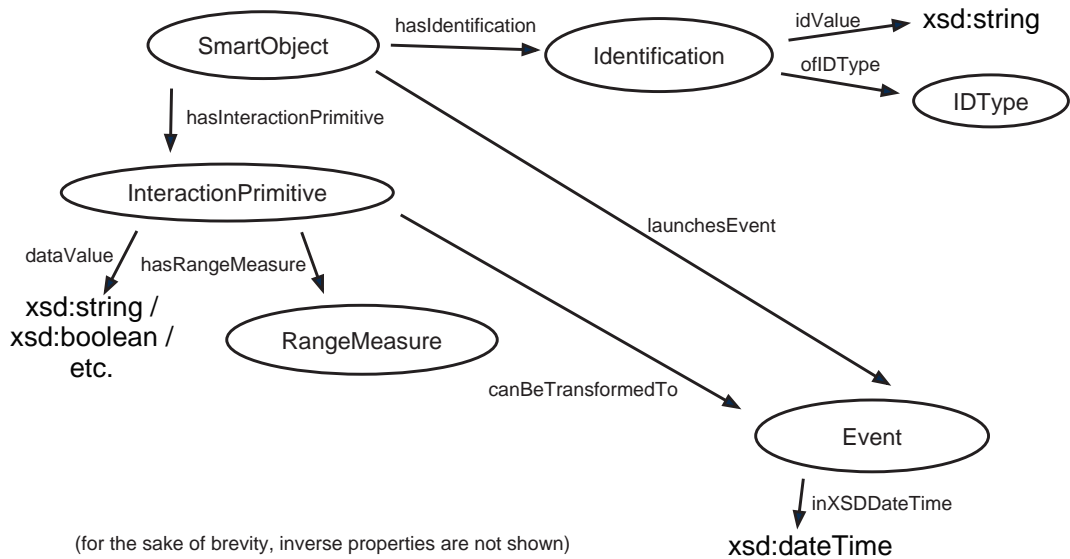 SmartObject
hasIdentification
Identification
idValue
xsd:string
ofIDType
IDType
hasInteractionPrimitive
InteractionPrimitive
launchesEvent
dataValue
hasRangeMeasure
xsd:string /
xsd:boolean /
etc.
RangeMeasure
canBeTransformedTo
Event
inXSDDateTime
xsd:dateTime
(for the sake of brevity, inverse properties are not shown)